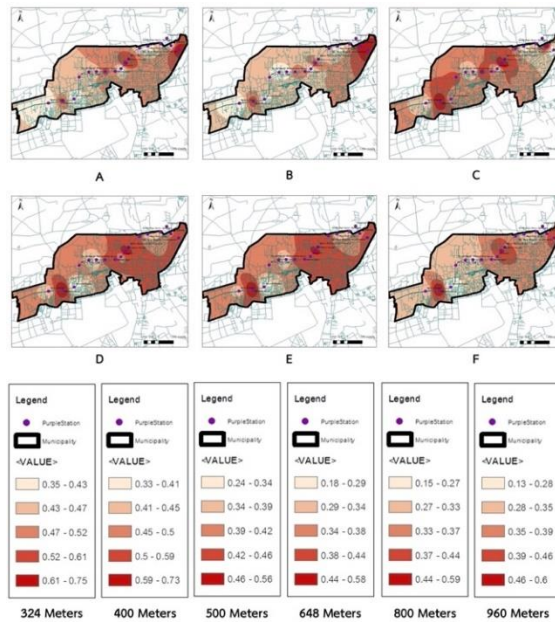 A
B
C
D
E
F
Legend
PurpleStation
Municipality
<VALUE>
0.35 - 0.43
0.43 - 0.47
0.47 - 0.52
0.52 - 0.61
0.61 - 0.75
324 Meters
Legend
PurpleStation
Municipality
<VALUE>
0.33 - 0.41
0.41 - 0.45
0.45 - 0.5
0.5 - 0.59
0.59 - 0.73
400 Meters
Legend
PurpleStation
Municipality
<VALUE>
0.24 - 0.34
0.34 - 0.39
0.39 - 0.42
0.42 - 0.46
0.46 - 0.56
500 Meters
Legend
PurpleStation
Municipality
<VALUE>
0.18 - 0.29
0.29 - 0.34
0.34 - 0.38
0.38 - 0.44
0.44 - 0.58
648 Meters
Legend
PurpleStation
Municipality
<VALUE>
0.15 - 0.27
0.27 - 0.33
0.33 - 0.37
0.37 - 0.44
0.44 - 0.59
800 Meters
Legend
PurpleStation
Municipality
<VALUE>
0.13 - 0.28
0.28 - 0.35
0.35 - 0.46
0.39 - 0.46
0.46 - 0.6
960 Meters